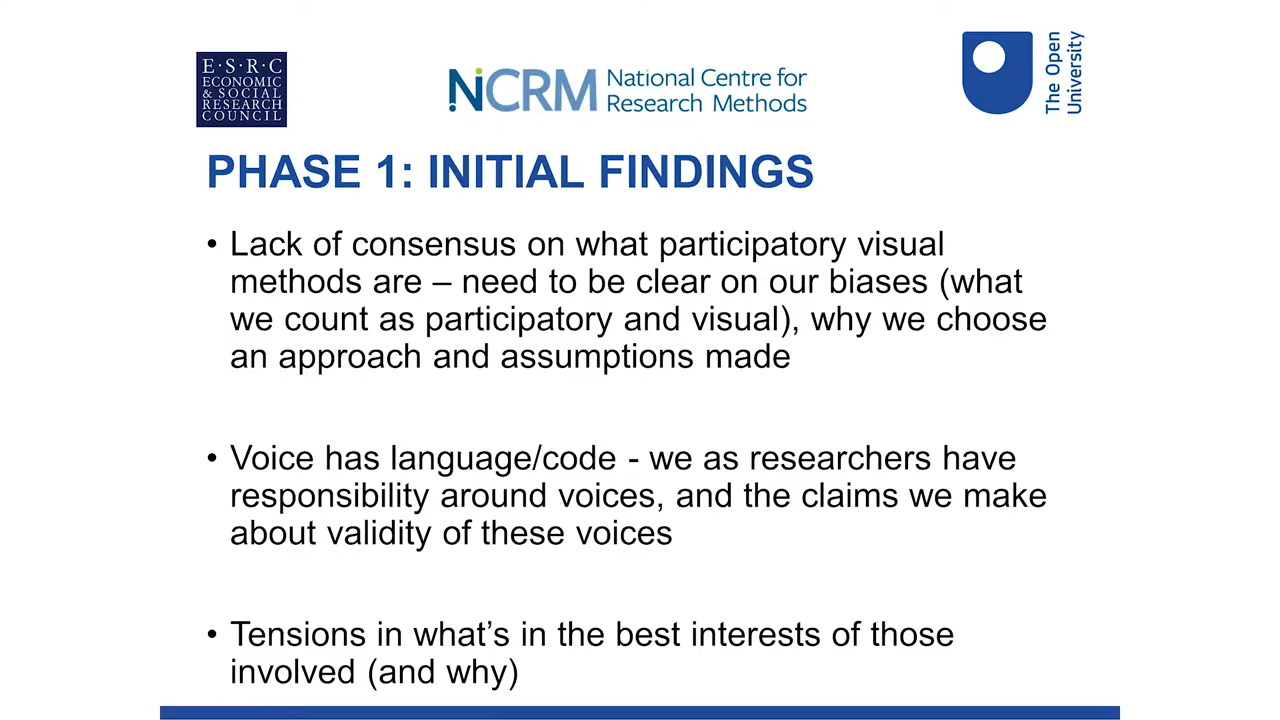 E·S·R·C
ECONOMIC
& SOCIAL
RESEARCH
COUNCIL
NCRM National Centre for
Research Methods
The Open
University
PHASE 1: INITIAL FINDINGS
• Lack of consensus on what participatory visual
methods are – need to be clear on our biases (what
we count as participatory and visual), why we choose
an approach and assumptions made
• Voice has language/code - we as researchers have
responsibility around voices, and the claims we make
about validity of these voices
• Tensions in what’s in the best interests of those
involved (and why)